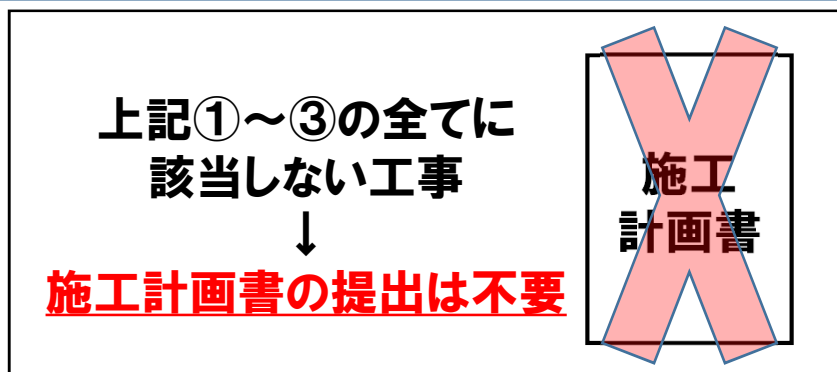 上記①～③の全てに
該当しない工事
↓
施工計画書の提出は不要
施工
計画書